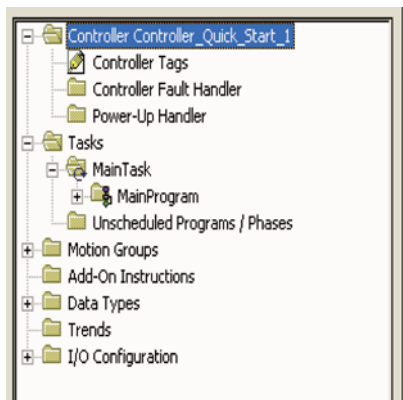 Controller Controller_Quick_Start_1
Controller Tags
Controller Fault Handler
Power-Up Handler
Tasks
MainTask
MainProgram
Unscheduled Programs / Phases
Motion Groups
Add-On Instructions
Data Types
Trends
I/O Configuration